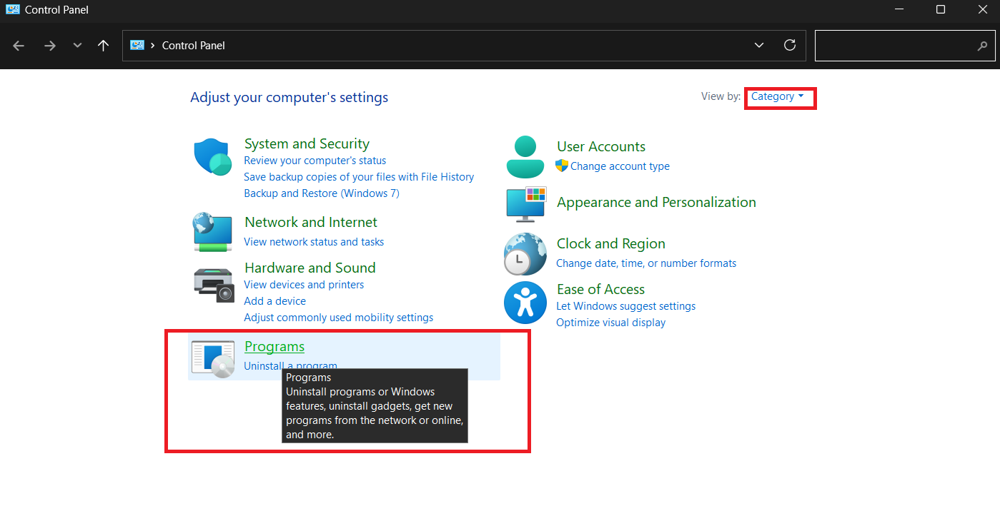 Control Panel
Control Panel
Adjust your computer's settings
View by: Category
System and Security
Review your computer's status
Save backup copies of your files with File History
Backup and Restore (Windows 7)
Network and Internet
View network status and tasks
Hardware and Sound
View devices and printers
Add a device
Adjust commonly used mobility settings
Programs
Uninstall a program
Programs
Uninstall programs or Windows
features, uninstall gadgets, get new
programs from the network or online,
and more.
User Accounts
Change account type
Appearance and Personalization
Clock and Region
Change date, time, or number formats
Ease of Access
Let Windows suggest settings
Optimize visual display